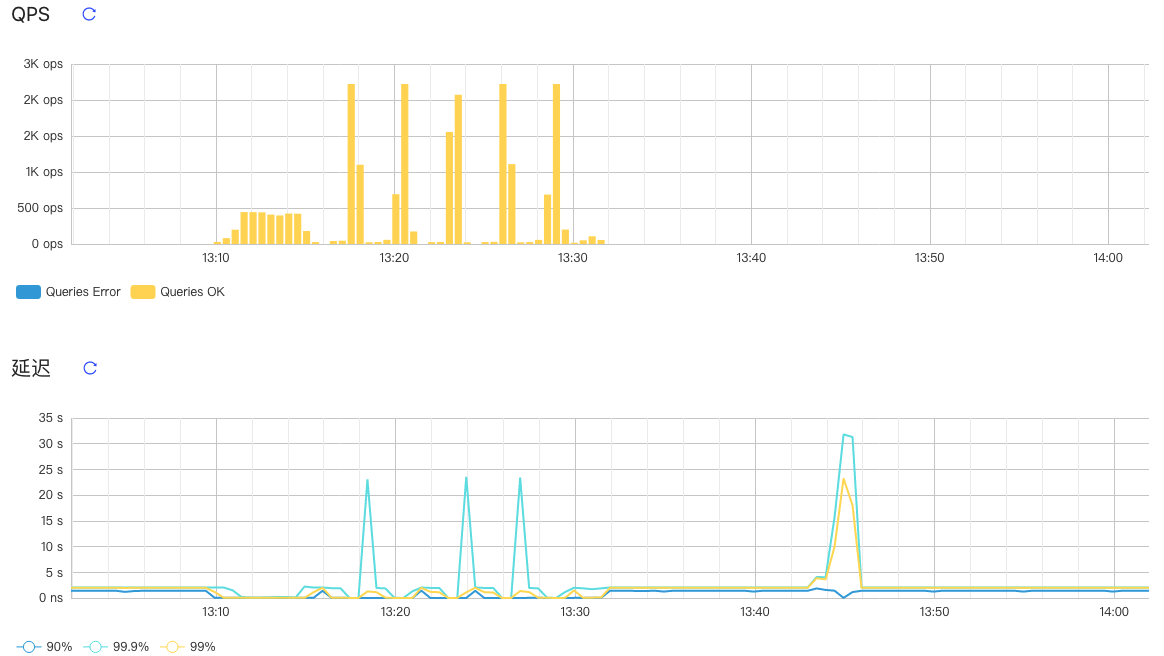 QPS
3K ops
2K ops
2K ops
1K ops
500 ops
0 ops
13:10 13:20 13:30 13:40 13:50 14:00
Queries Error Queries OK
延迟
35 s
30 s
25 s
20 s
15 s
10 s
5 s
0 ns
13:10 13:20 13:30 13:40 13:50 14:00
90% 99.9% 99%